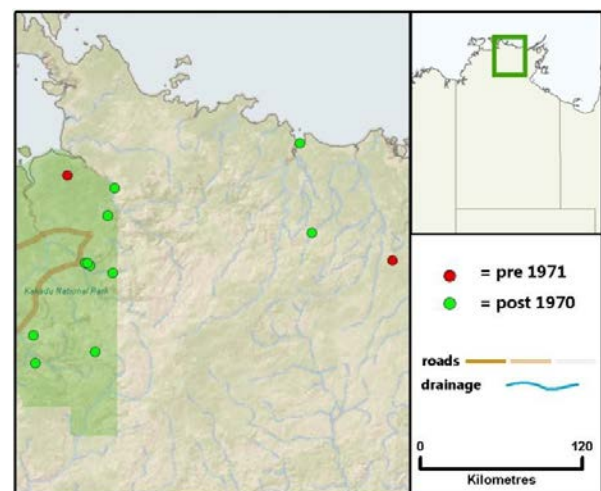 Kakadu National Park
= pre 1971
= post 1970
roads
drainage
0 120
Kilometres